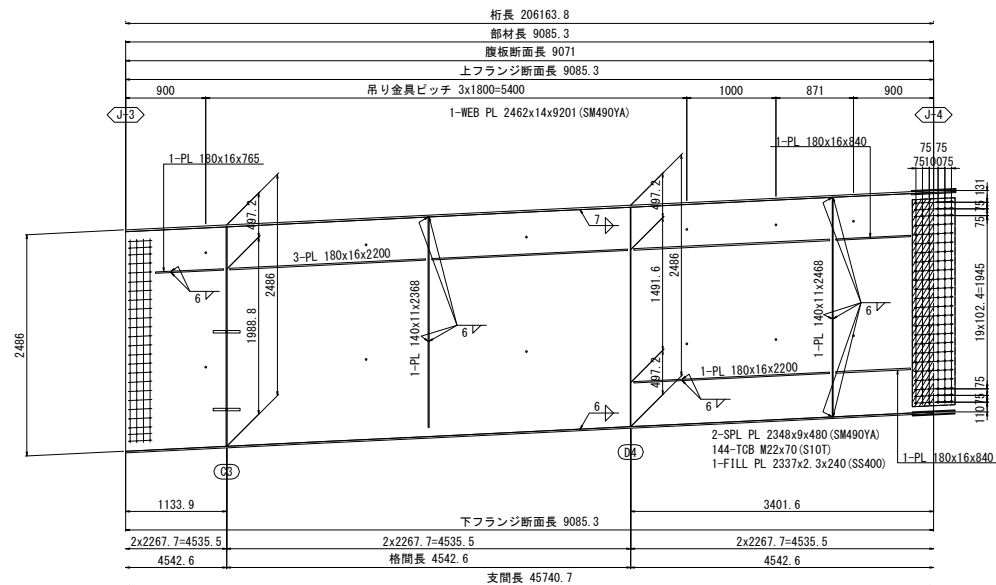 桁長 206163.8
部材長 9085.3
腹板断面長 9071
上フランジ断面長 9085.3
900
吊り金具ピッチ 3x1800=5400
1000
871
900
J-3
1-WEB PL 2462x14x9201(SM490YA)
J-4
1-PL 180x16x765
1-PL 180x16x840
75 75
75 100 75
131
75
75
497.2
497.2
7
3-PL 180x16x2200
2486
2486
6
1988.8
1491.6
2486
1-PL 140x11x2368
6
1-PL 140x11x2468
6
19x102.4=1945
1-PL 180x16x2200
497.2
6
6
75
75
110
2-SPL PL 2348x9x480(SM490YA)
144-TCB M22x70(S10T)
1-FILL PL 2337x2.3x240(SS400)
1-PL 180x16x840
C3
D4
1133.9
3401.6
下フランジ断面長 9085.3
2x2267.7=4535.5
2x2267.7=4535.5
2x2267.7=4535.5
4542.6
格間長 4542.6
4542.6
支間長 45740.7